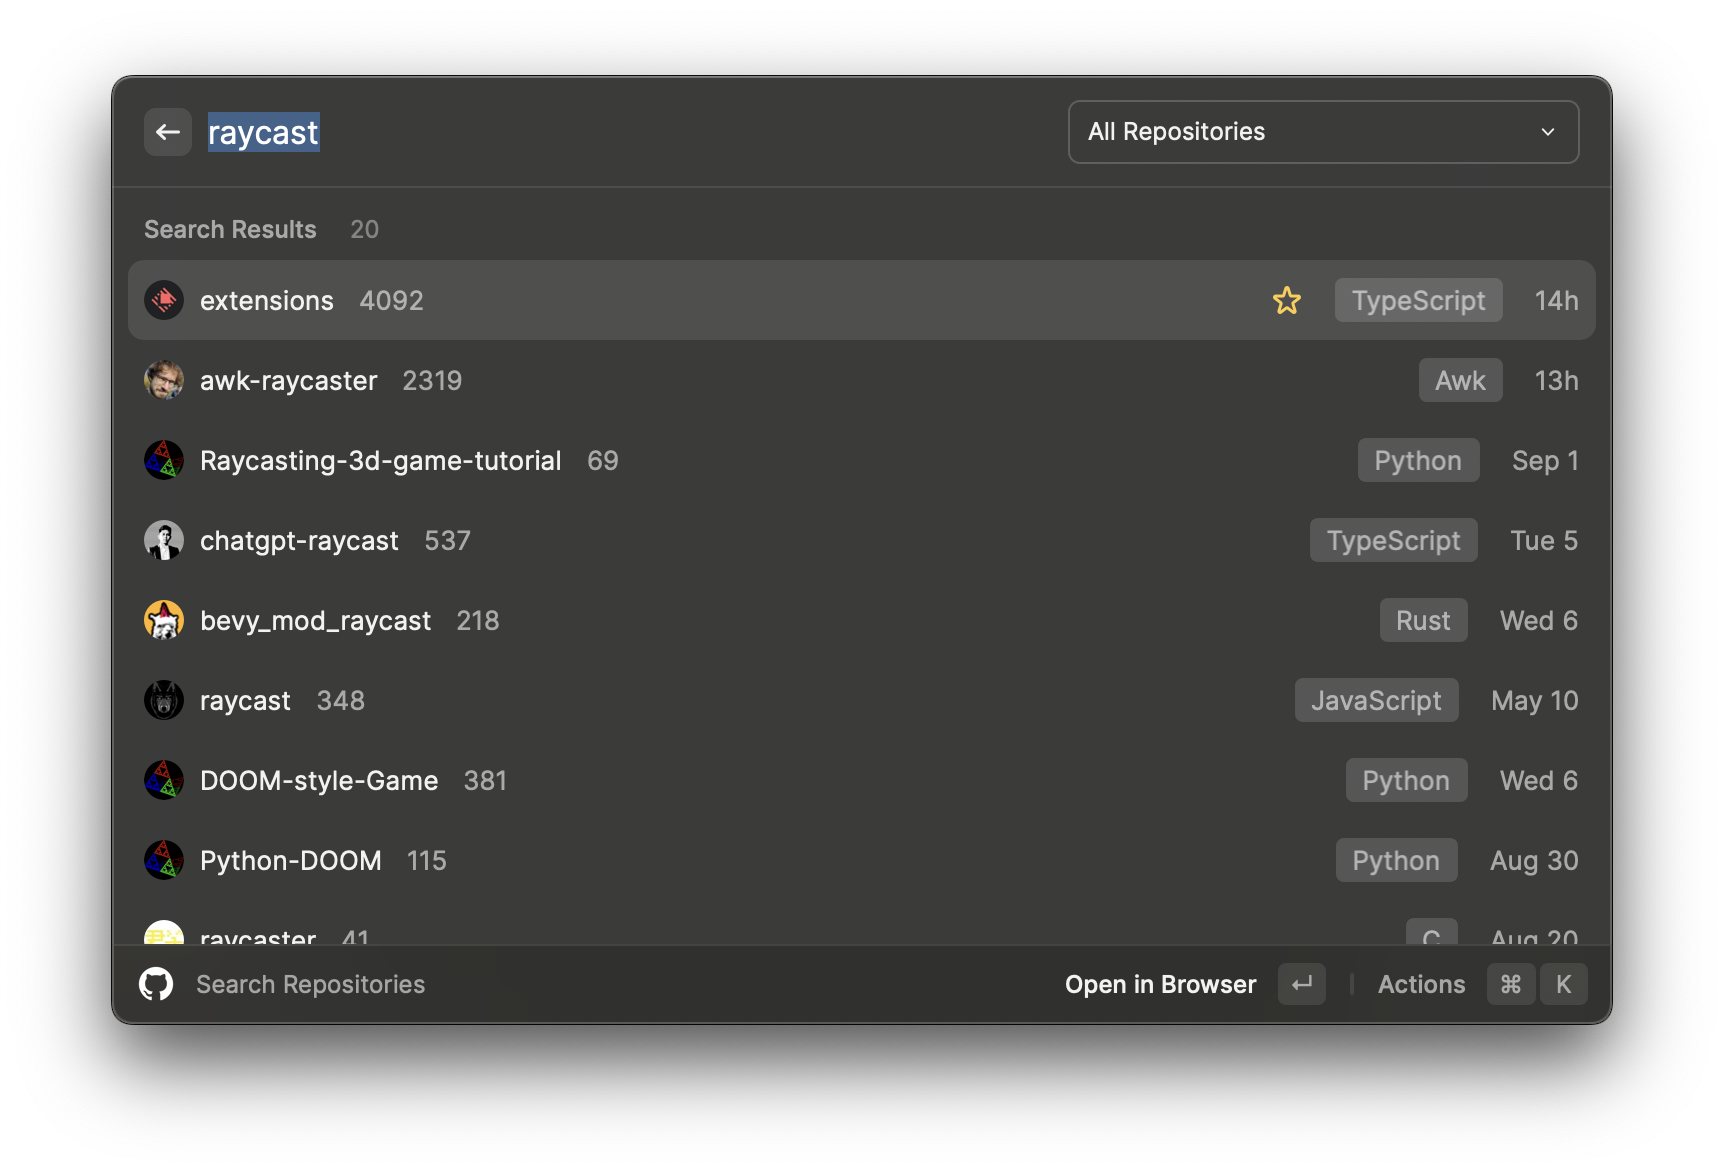 raycast All Repositories
Search Results 20
extensions 4092 TypeScript 14h
awk-raycaster 2319 Awk 13h
Raycasting-3d-game-tutorial 69 Python Sep 1
chatgpt-raycast 537 TypeScript Tue 5
bevy_mod_raycast 218 Rust Wed 6
raycast 348 JavaScript May 10
DOOM-style-Game 381 Python Wed 6
Python-DOOM 115 Python Aug 30
raycaster 41 C Aug 20
Search Repositories Open in Browser ↵ Actions ⌘ K